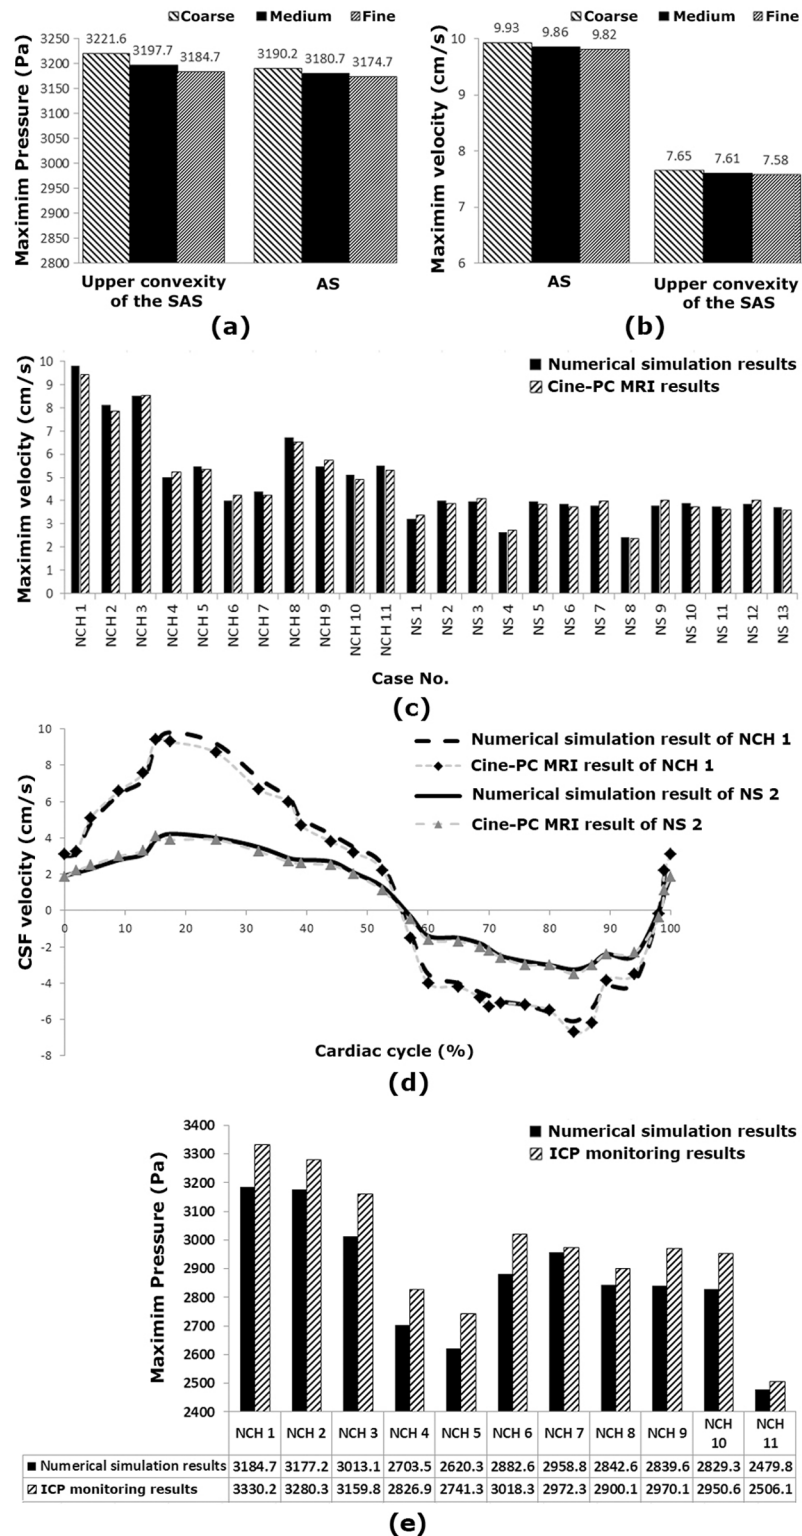 Coarse Medium Fine
Maximim Pressure (Pa)
3250
3200
3150
3100
3050
3000
2950
2900
2850
2800
3221.6
3197.7
3184.7
3190.2
3180.7
3174.7
Upper convexity
of the SAS
AS
(a)
Coarse Medium Fine
Maximim velocity (cm/s)
10
9
8
7
6
9.93
9.86
9.82
7.65
7.61
7.58
AS
Upper convexity
of the SAS
(b)
Maximim velocity (cm/s)
10
9
8
7
6
5
4
3
2
1
0
Numerical simulation results
Cine-PC MRI results
NCH 1
NCH 2
NCH 3
NCH 4
NCH 5
NCH 6
NCH 7
NCH 8
NCH 9
NCH 10
NCH 11
NS 1
NS 2
NS 3
NS 4
NS 5
NS 6
NS 7
NS 8
NS 9
NS 10
NS 11
NS 12
NS 13
Case No.
(c)
CSF velocity (cm/s)
10
8
6
4
2
0
-2
-4
-6
-8
Numerical simulation result of NCH 1
Cine-PC MRI result of NCH 1
Numerical simulation result of NS 2
Cine-PC MRI result of NS 2
0 10 20 30 40 50 60 70 80 90 100
Cardiac cycle (%)
(d)
Maximim Pressure (Pa)
3400
3300
3200
3100
3000
2900
2800
2700
2600
2500
2400
Numerical simulation results
ICP monitoring results
NCH 1 NCH 2 NCH 3 NCH 4 NCH 5 NCH 6 NCH 7 NCH 8 NCH 9 NCH 10 NCH 11
Numerical simulation results 3184.7 3177.2 3013.1 2703.5 2620.3 2882.6 2958.8 2842.6 2839.6 2829.3 2479.8
ICP monitoring results 3330.2 3280.3 3159.8 2826.9 2741.3 3018.3 2972.3 2900.1 2970.1 2950.6 2506.1
(e)